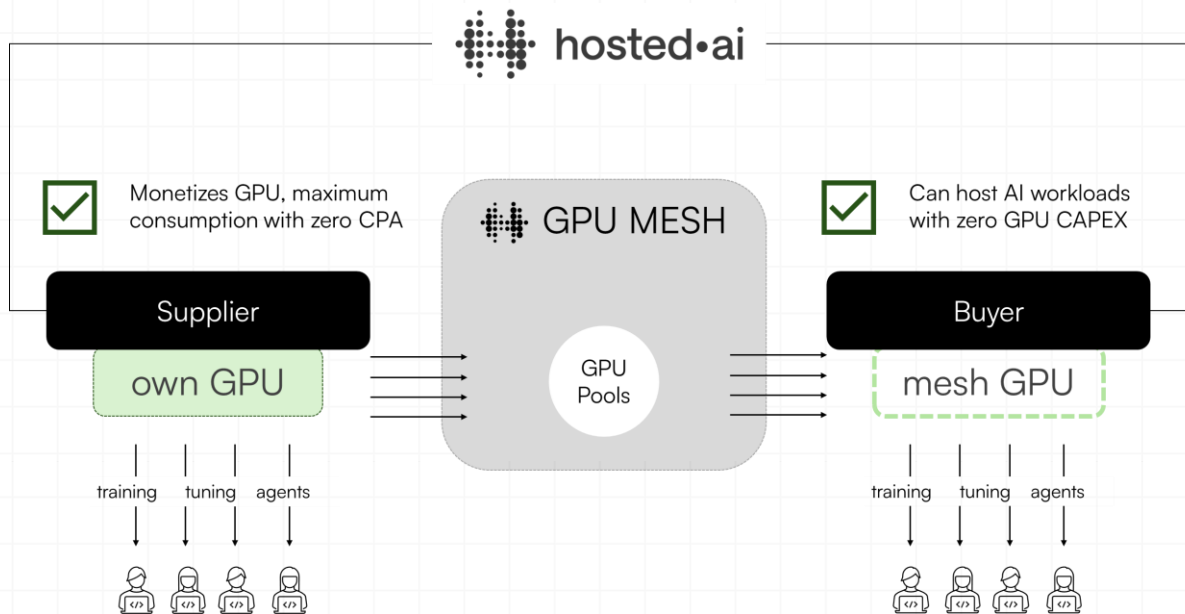 hosted•ai
Monetizes GPU, maximum
consumption with zero CPA
GPU MESH
Can host AI workloads
with zero GPU CAPEX
Supplier
own GPU
GPU
Pools
Buyer
mesh GPU
training tuning agents
training tuning agents